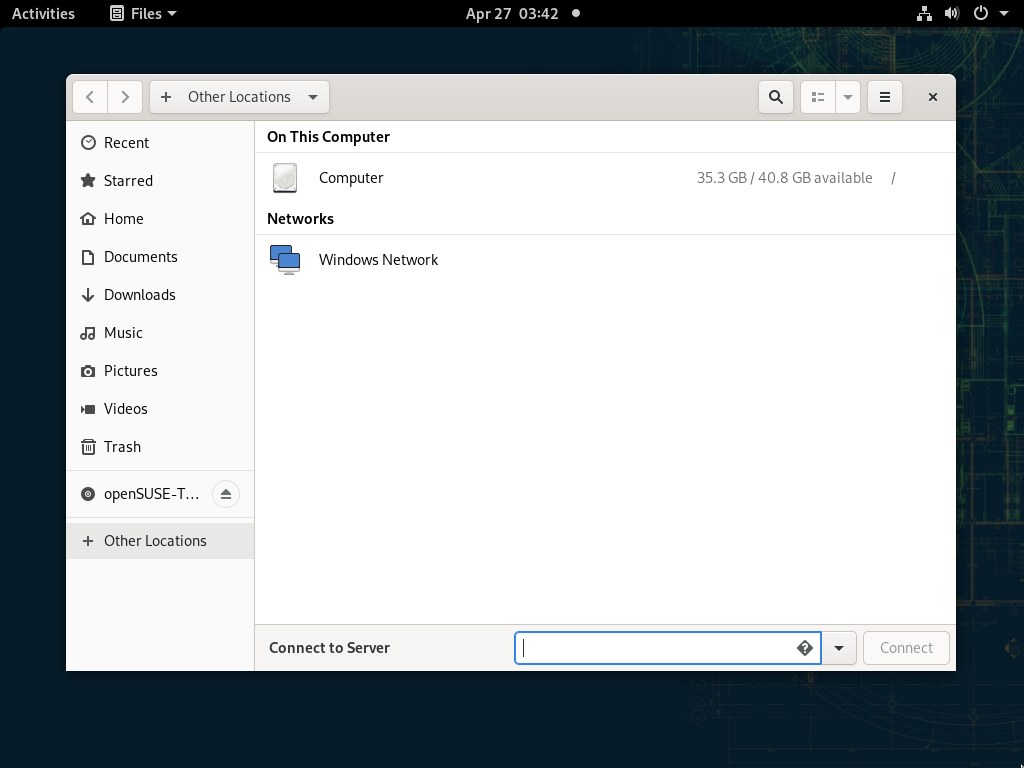 Activities
Files
Apr 27 03:42
Other Locations
Recent
Starred
Home
Documents
Downloads
Music
Pictures
Videos
Trash
openSUSE-T...
Other Locations
On This Computer
Computer 35.3 GB / 40.8 GB available /
Networks
Windows Network
Connect to Server
Connect